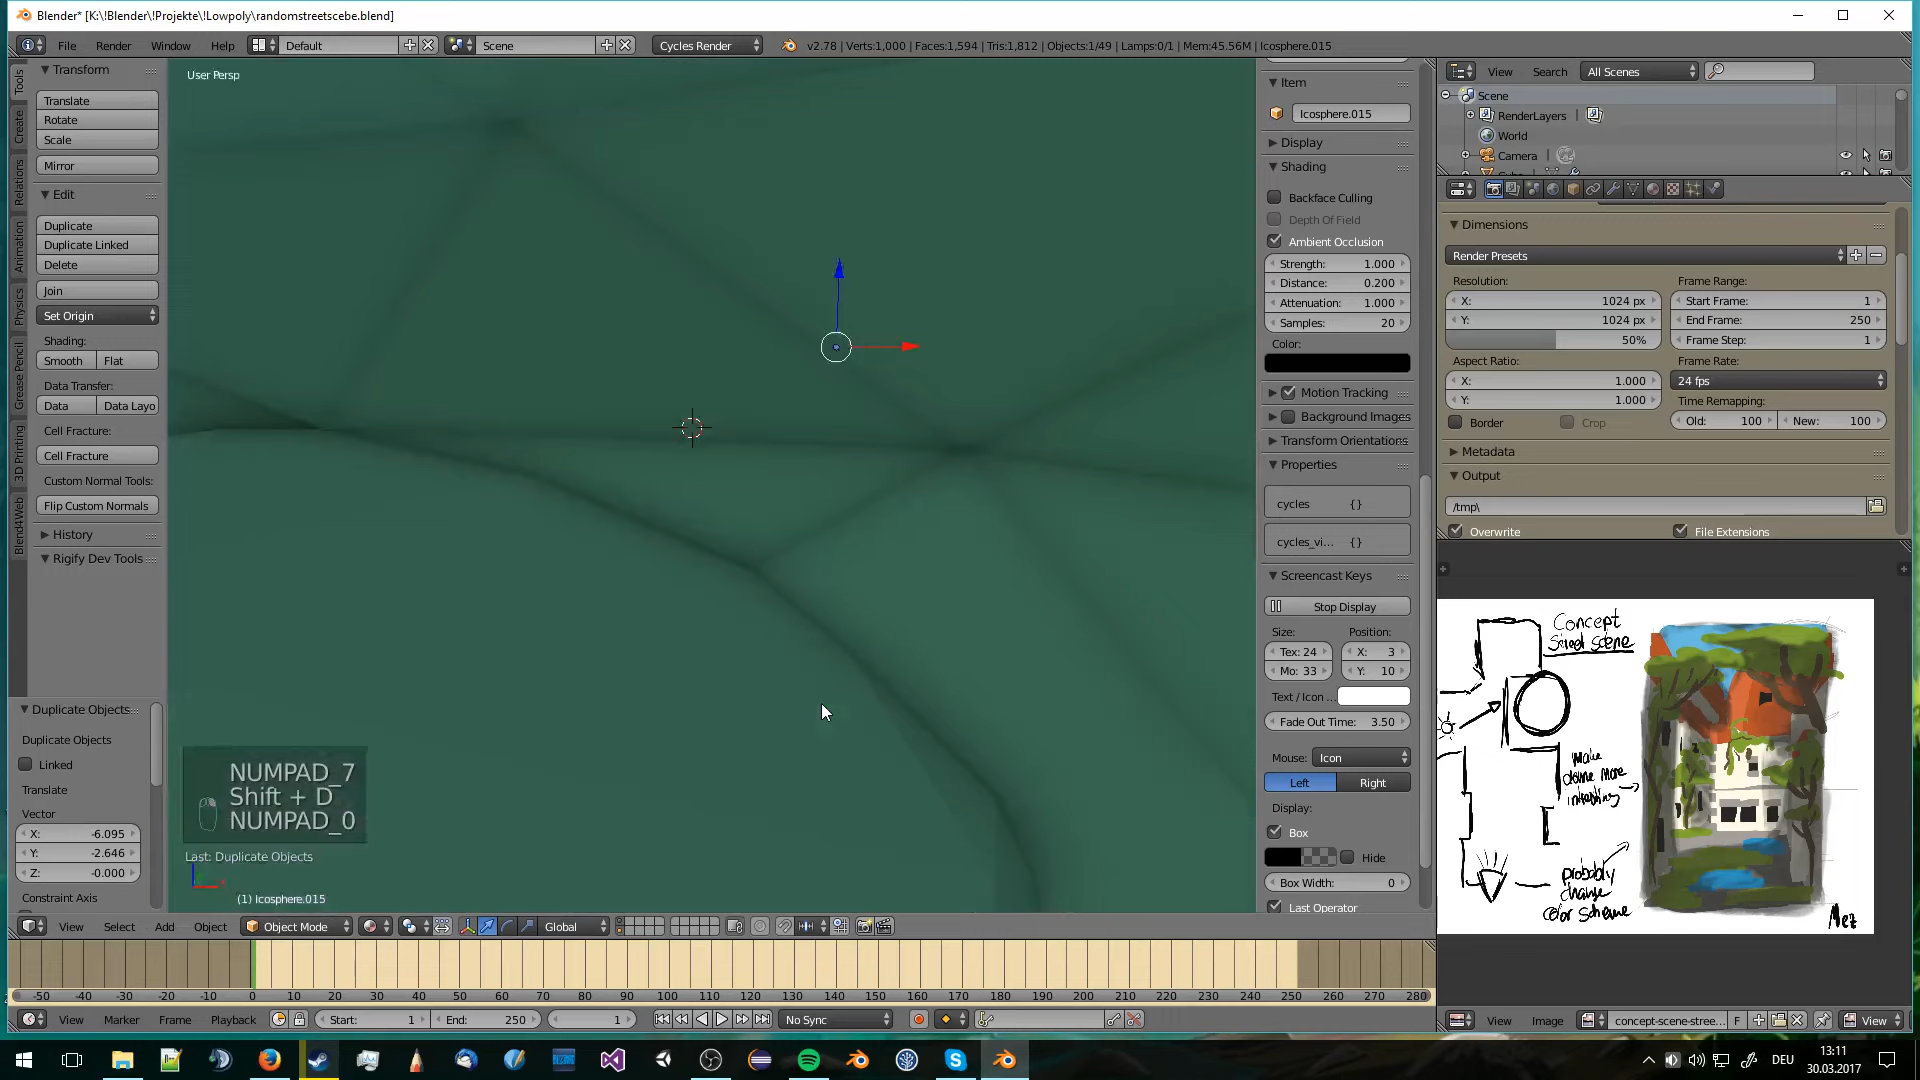 Blender* [K:\!Blender\!Projekte\!Lowpoly\randomstreetscebe.blend]
File Render Window Help Default Scene Cycles Render v2.78 | Verts:1,000 | Faces:1,594 | Tris:1,812 | Objects:1/49 | Lamps:0/1 | Mem:45.56M | Icosphere.015
Tools
Create
Relations
Animation
Physics
Grease Pencil
3D Printing
Blend4Web
Transform
Translate
Rotate
Scale
Mirror
Edit
Duplicate
Duplicate Linked
Delete
Join
Set Origin
Shading:
Smooth Flat
Data Transfer:
Data Data Layo
Cell Fracture:
Cell Fracture
Custom Normal Tools:
Flip Custom Normals
History
Rigify Dev Tools
Duplicate Objects
Duplicate Objects
Linked
Translate
Vector
X: -6.095
Y: -2.646
Z: -0.000
Constraint Axis
User Persp
NUMPAD_7
Shift + D
NUMPAD_0
Last: Duplicate Objects
(1) Icosphere.015
View Select Add Object Object Mode Global
Item
Icosphere.015
Display
Shading
Backface Culling
Depth Of Field
Ambient Occlusion
Strength: 1.000
Distance: 0.200
Attenuation: 1.000
Samples: 20
Color:
Motion Tracking
Background Images
Transform Orientations
Properties
cycles {}
cycles_vi... {}
Screencast Keys
Stop Display
Size: Position:
Tex: 24 X: 3
Mo: 33 Y: 10
Text / Icon ...
Fade Out Time: 3.50
Mouse: Icon
Left Right
Display:
Box
Hide
Box Width: 0
Last Operator
View Search All Scenes
Scene
RenderLayers |
World
Camera |
Dimensions
Render Presets
Resolution: Frame Range:
X: 1024 px Start Frame: 1
Y: 1024 px End Frame: 250
50% Frame Step: 1
Aspect Ratio: Frame Rate:
X: 1.000 24 fps
Y: 1.000 Time Remapping:
Border Crop Old: 100 New: 100
Metadata
Output
/tmp\
Overwrite File Extensions
Concept
Street Scene
make
dome more
interesting
probably
change
color scheme
Mez
-50 -40 -30 -20 -10 0 10 20 30 40 50 60 70 80 90 100 110 120 130 140 150 160 170 180 190 200 210 220 230 240 250 260 270 280
View Marker Frame Playback Start: 1 End: 250 1 No Sync
View Image concept-scene-stree... F View
DEU
13:11
30.03.2017